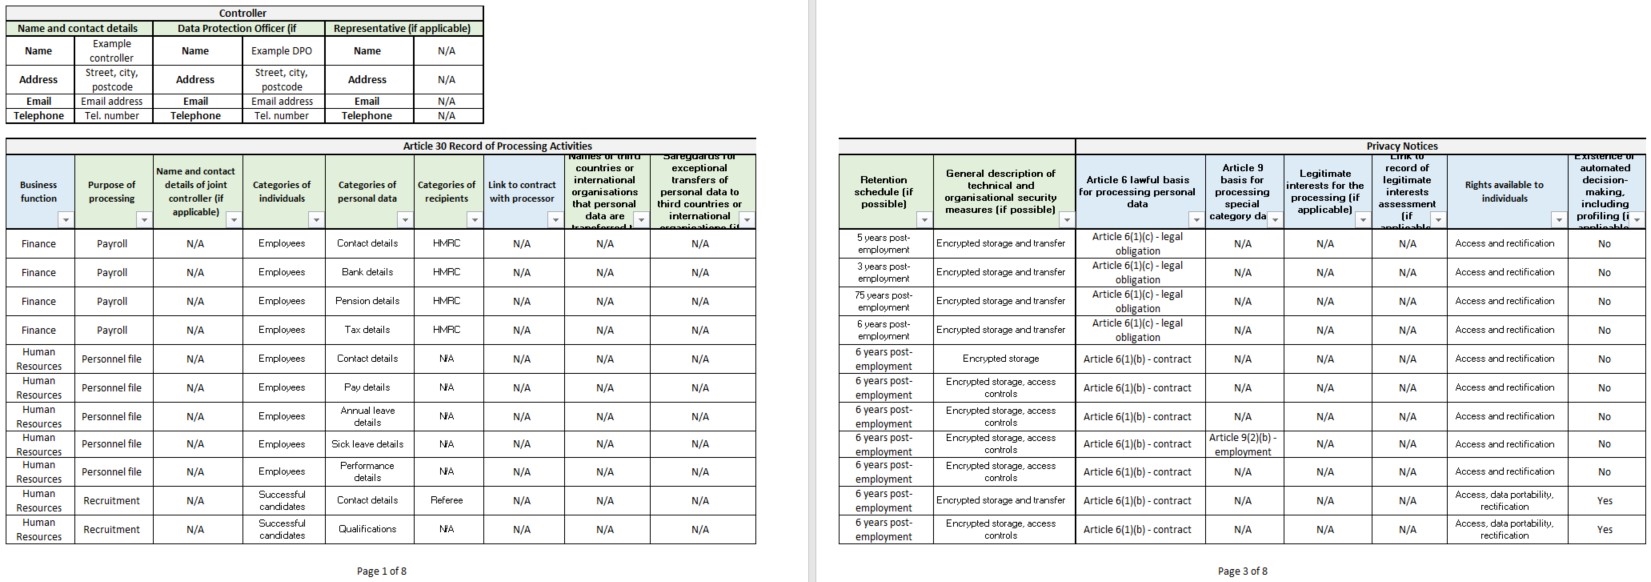 Controller
Name and contact details Data Protection Officer (if Representative (if applicable)
Name Example controller Name Example DPO Name N/A
Address Street, city, postcode Address Street, city, postcode Address N/A
Email Email address Email Email address Email N/A
Telephone Tel. number Telephone Tel. number Telephone N/A
Article 30 Record of Processing Activities
Business function Purpose of processing Name and contact details of joint controller (if applicable) Categories of individuals Categories of personal data Categories of recipients Link to contract with processor Names of third countries or international organisations that personal data are transferred t Safeguards for exceptional transfers of personal data to third countries or international organisations (if
Finance Payroll N/A Employees Contact details HMRC N/A N/A N/A
Finance Payroll N/A Employees Bank details HMRC N/A N/A N/A
Finance Payroll N/A Employees Pension details HMRC N/A N/A N/A
Finance Payroll N/A Employees Tax details HMRC N/A N/A N/A
Human Resources Personnel file N/A Employees Contact details N/A N/A N/A N/A
Human Resources Personnel file N/A Employees Pay details N/A N/A N/A N/A
Human Resources Personnel file N/A Employees Annual leave details N/A N/A N/A N/A
Human Resources Personnel file N/A Employees Sick leave details N/A N/A N/A N/A
Human Resources Personnel file N/A Employees Performance details N/A N/A N/A N/A
Human Resources Recruitment N/A Successful candidates Contact details Referee N/A N/A N/A
Human Resources Recruitment N/A Successful candidates Qualifications N/A N/A N/A N/A
Page 1 of 8
Privacy Notices
Retention schedule (if possible) General description of technical and organisational security measures (if possible) Article 6 lawful basis for processing personal data Article 9 basis for processing special category da Legitimate interests for the processing (if applicable) Link to record of legitimate interests assessment (if applicable Rights available to individuals Existence of automated decision-making, including profiling (i applicable
5 years post-employment Encrypted storage and transfer Article 6(1)(c) - legal obligation N/A N/A N/A Access and rectification No
3 years post-employment Encrypted storage and transfer Article 6(1)(c) - legal obligation N/A N/A N/A Access and rectification No
75 years post-employment Encrypted storage and transfer Article 6(1)(c) - legal obligation N/A N/A N/A Access and rectification No
6 years post-employment Encrypted storage and transfer Article 6(1)(c) - legal obligation N/A N/A N/A Access and rectification No
6 years post-employment Encrypted storage Article 6(1)(b) - contract N/A N/A N/A Access and rectification No
6 years post-employment Encrypted storage, access controls Article 6(1)(b) - contract N/A N/A N/A Access and rectification No
6 years post-employment Encrypted storage, access controls Article 6(1)(b) - contract N/A N/A N/A Access and rectification No
6 years post-employment Encrypted storage, access controls Article 6(1)(b) - contract Article 9(2)(b) - employment N/A N/A Access and rectification No
6 years post-employment Encrypted storage, access controls Article 6(1)(b) - contract N/A N/A N/A Access and rectification No
6 years post-employment Encrypted storage and transfer Article 6(1)(b) - contract N/A N/A N/A Access, data portability, rectification Yes
6 years post-employment Encrypted storage, access controls Article 6(1)(b) - contract N/A N/A N/A Access, data portability, rectification Yes
Page 3 of 8